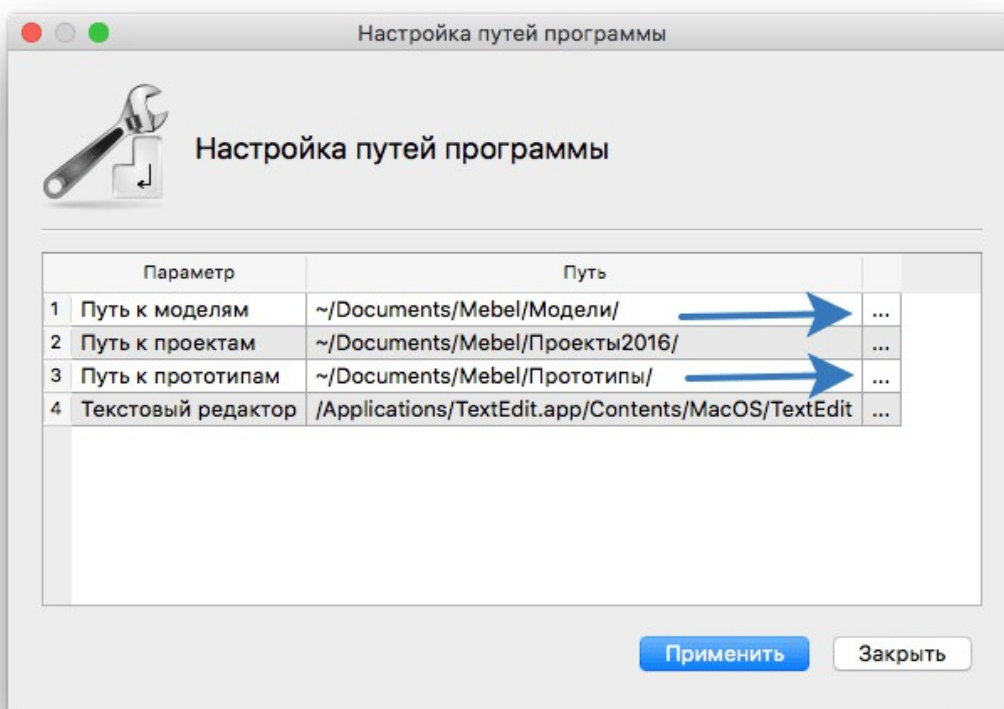 Настройка путей программы
Настройка путей программы
Параметр Путь
1 Путь к моделям ~/Documents/Mebel/Модели/ ...
2 Путь к проектам ~/Documents/Mebel/Проекты2016/ ...
3 Путь к прототипам ~/Documents/Mebel/Прототипы/ ...
4 Текстовый редактор /Applications/TextEdit.app/Contents/MacOS/TextEdit ...
Применить Закрыть